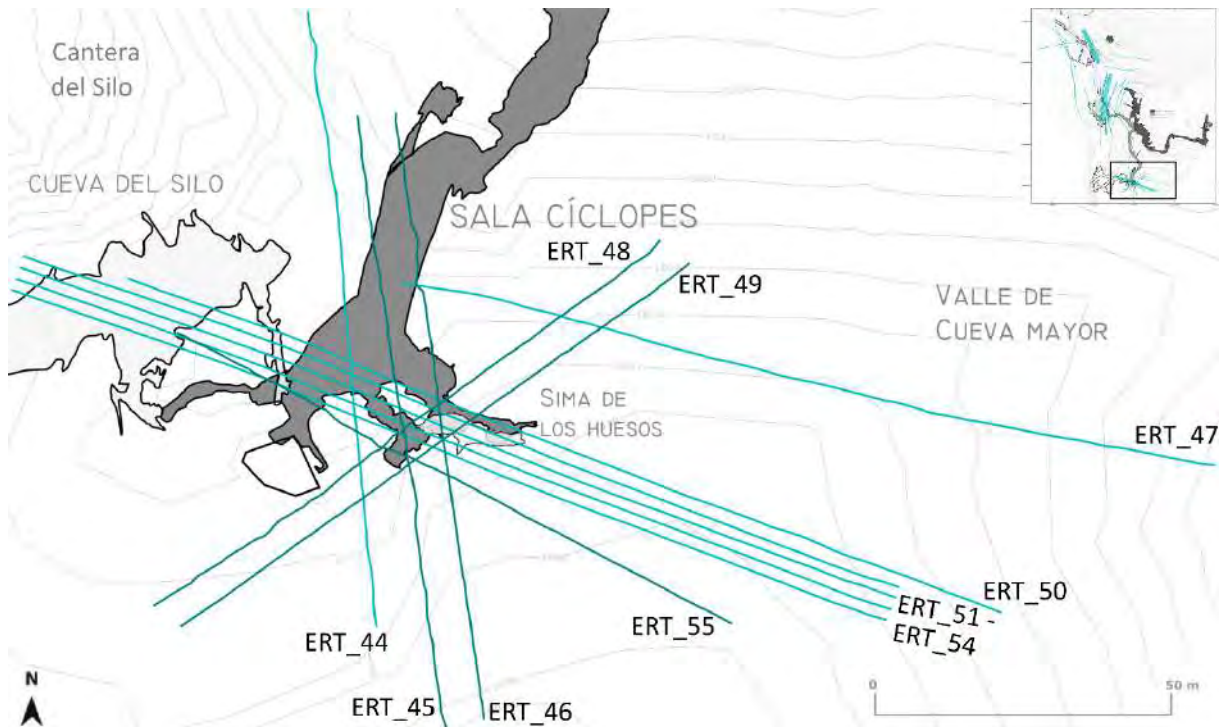 Cantera
del Silo
CUEVA DEL SILO
SALA CÍCLOPES
ERT_48
ERT_49
VALLE DE
CUEVA MAYOR
SIMA DE
LOS HUESOS
ERT_47
ERT_50
ERT_51 -
ERT_54
ERT_55
ERT_44
ERT_45
ERT_46
N
0 50 m